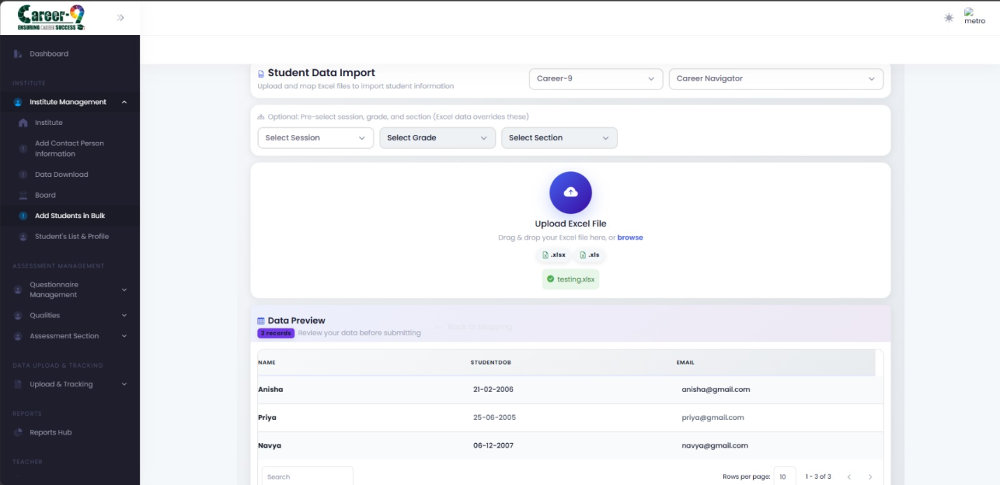 Career-9
ENSURING CAREER SUCCESS
metro
Dashboard
INSTITUTE
Institute Management
Institute
Add Contact Person
Information
Data Download
Board
Add Students in Bulk
Student's List & Profile
ASSESSMENT MANAGEMENT
Questionnaire
Management
Qualities
Assessment Section
DATA UPLOAD & TRACKING
Upload & Tracking
REPORTS
Reports Hub
TEACHER
Student Data Import
Upload and map Excel files to import student information
Career-9
Career Navigator
Optional: Pre-select session, grade, and section (Excel data overrides these)
Select Session
Select Grade
Select Section
Upload Excel File
Drag & drop your Excel file here, or browse
.xlsx
.xls
testing.xlsx
Data Preview
3 records Review your data before submitting
← Back to Mapping
NAME STUDENTDOB EMAIL
Anisha 21-02-2006 anisha@gmail.com
Priya 25-06-2005 priya@gmail.com
Navya 06-12-2007 navya@gmail.com
Search
Rows per page: 10 1 - 3 of 3